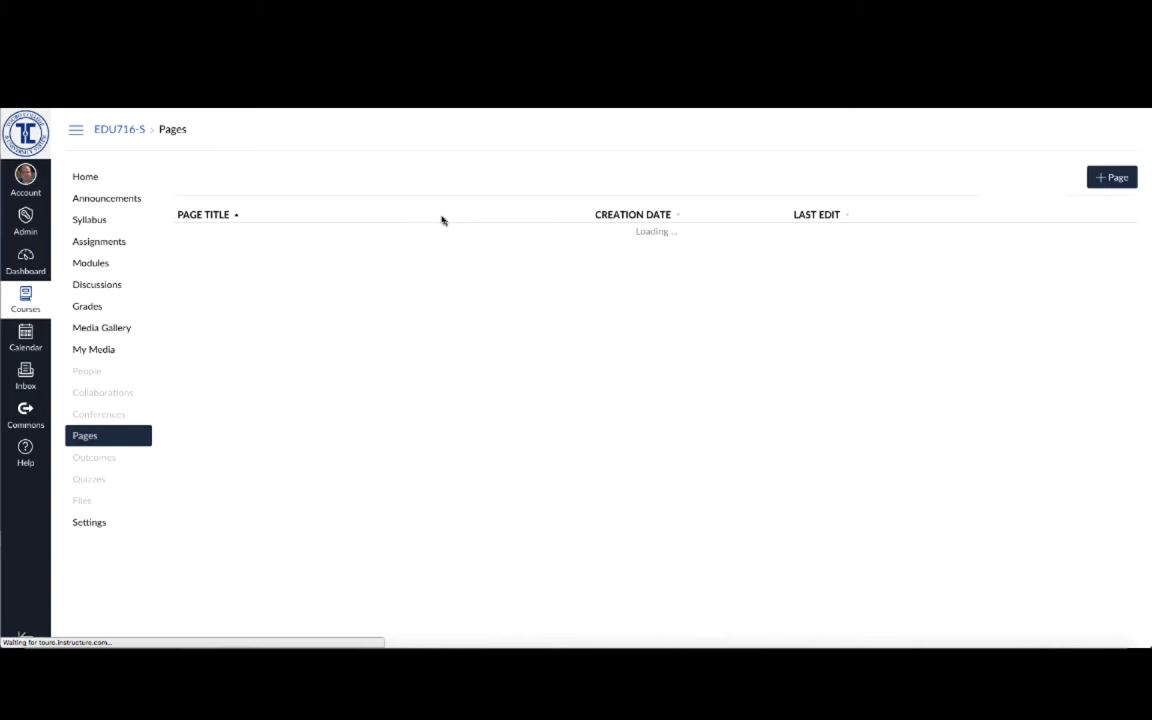 EDU716-S › Pages
Account
Admin
Dashboard
Courses
Calendar
Inbox
Commons
Help
Home
Announcements
Syllabus
Assignments
Modules
Discussions
Grades
Media Gallery
My Media
People
Collaborations
Conferences
Pages
Outcomes
Quizzes
Files
Settings
+ Page
PAGE TITLE CREATION DATE LAST EDIT
Loading ...
Waiting for touro.instructure.com...